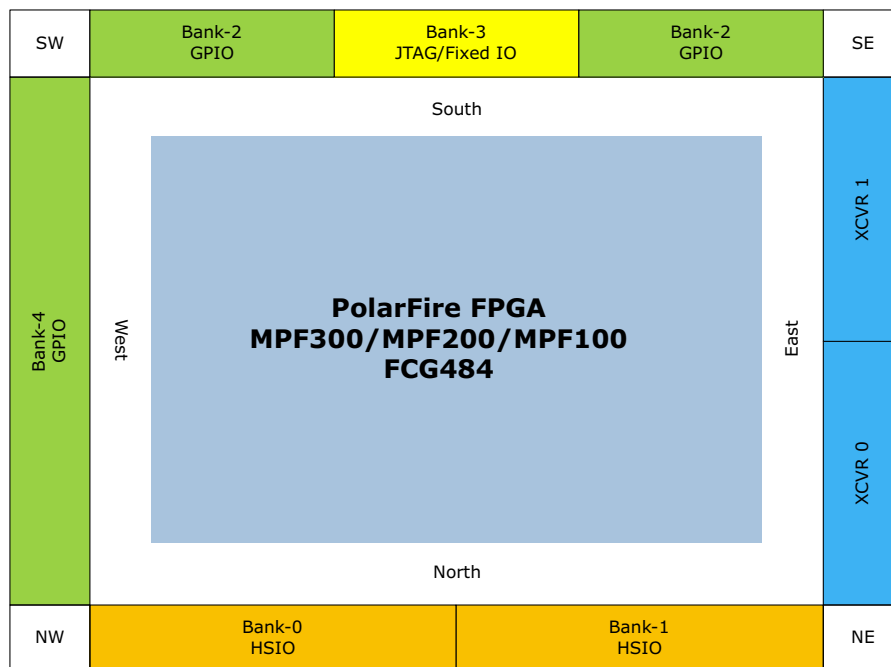 SW
Bank-2
GPIO
Bank-3
JTAG/Fixed IO
Bank-2
GPIO
SE
South
Bank-4
GPIO
West
PolarFire FPGA
MPF300/MPF200/MPF100
FCG484
East
XCVR 1
XCVR 0
North
NW
Bank-0
HSIO
Bank-1
HSIO
NE